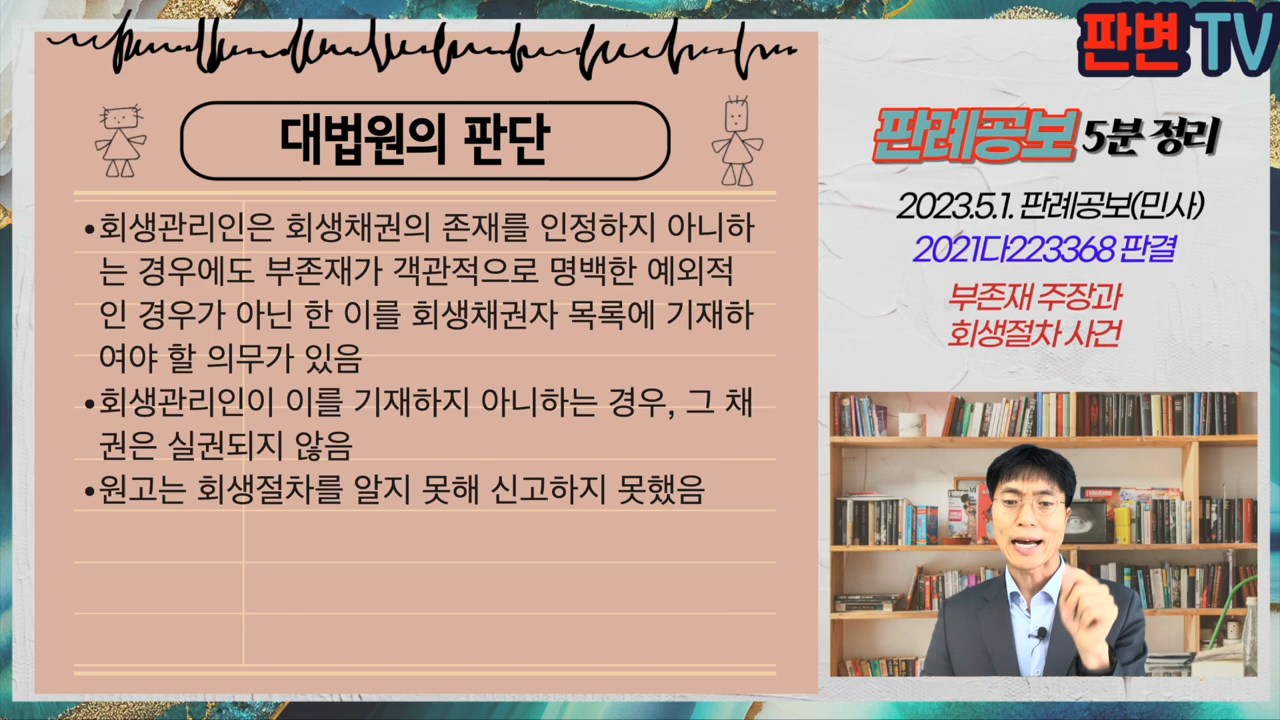 판변 TV
대법원의 판단
•회생관리인은 회생채권의 존재를 인정하지 아니하
는 경우에도 부존재가 객관적으로 명백한 예외적
인 경우가 아닌 한 이를 회생채권자 목록에 기재하
여야 할 의무가 있음
•회생관리인이 이를 기재하지 아니하는 경우, 그 채
권은 실권되지 않음
•원고는 회생절차를 알지 못해 신고하지 못했음
판례공보 5분 정리
2023.5.1. 판례공보(민사)
2021다223368 판결
부존재 주장과
회생절차 사건